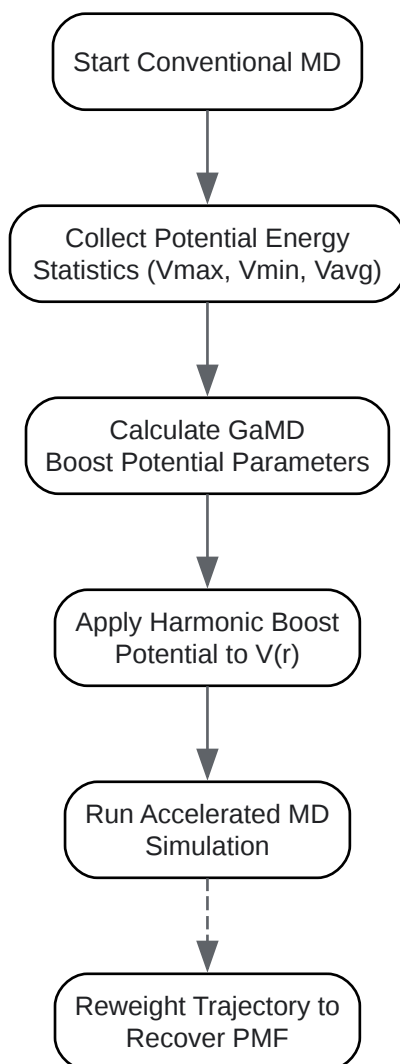 Start Conventional MD
Collect Potential Energy
Statistics (Vmax, Vmin, Vavg)
Calculate GaMD
Boost Potential Parameters
Apply Harmonic Boost
Potential to V(r)
Run Accelerated MD
Simulation
Reweight Trajectory to
Recover PMF